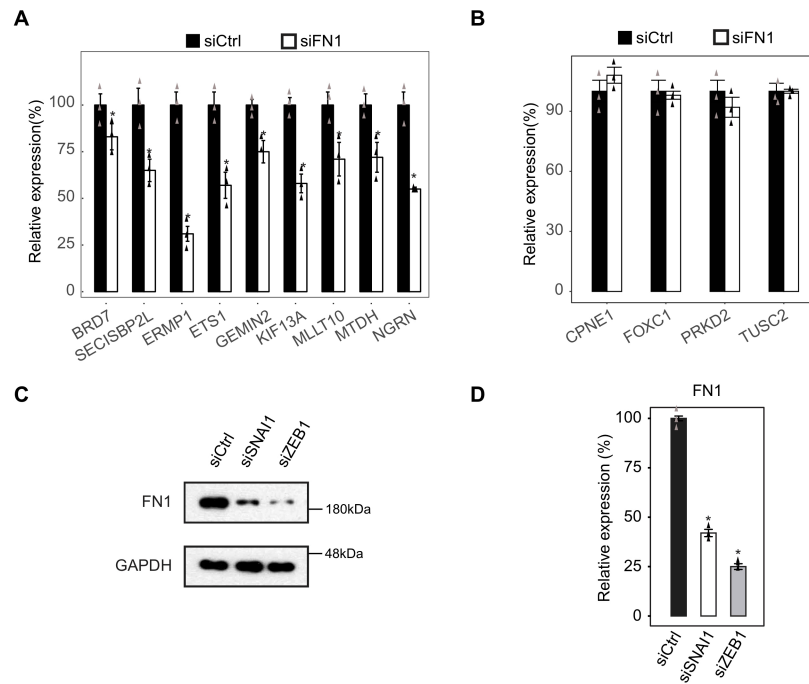 A
siCtrl siFN1
Relative expression(%)
100
75
50
25
0
*
*
*
*
*
*
*
*
*
BRD7
SECISBP2L
ERMP1
ETS1
GEMIN2
KIF13A
MLLT10
MTDH
NGRN
B
siCtrl siFN1
Relative expression(%)
90
60
30
0
CPNE1
FOXC1
PRKD2
TUSC2
C
siCtrl
siSNAI1
siZEB1
FN1
180kDa
GAPDH
48kDa
D
FN1
Relative expression (%)
100
75
50
25
0
*
*
siCtrl
siSNAI1
siZEB1